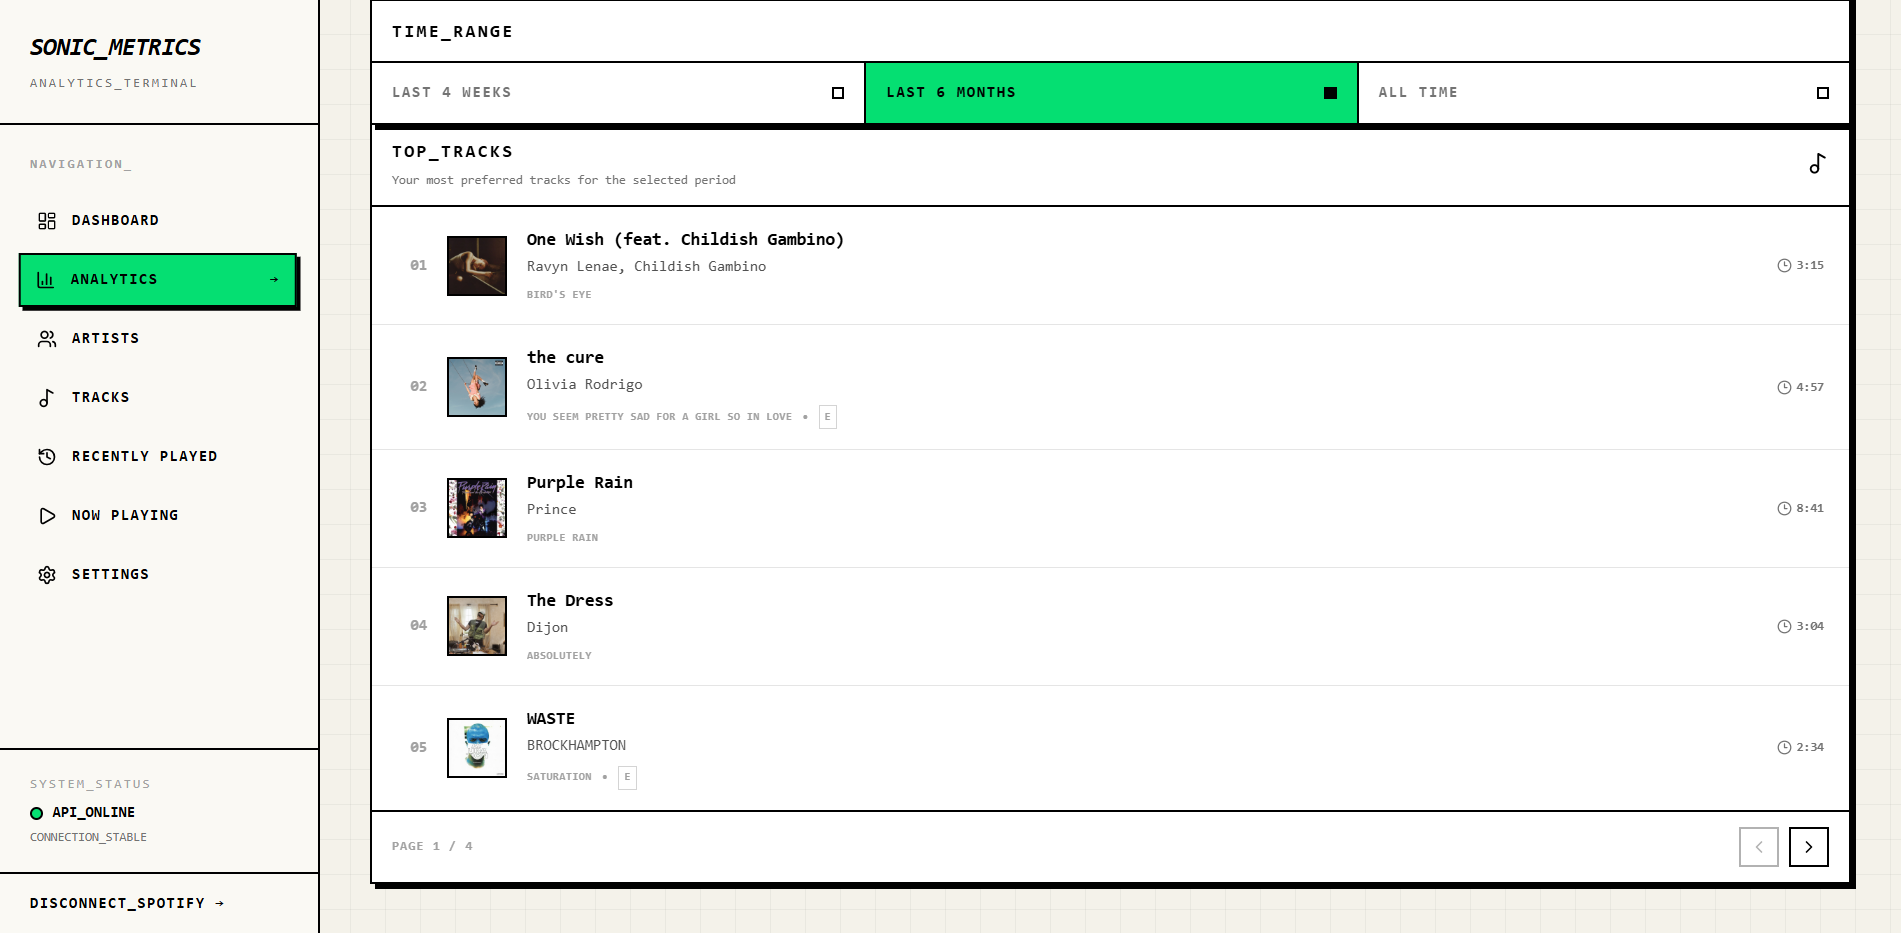 SONIC_METRICS
ANALYTICS_TERMINAL
NAVIGATION_
DASHBOARD
ANALYTICS →
ARTISTS
TRACKS
RECENTLY PLAYED
NOW PLAYING
SETTINGS
SYSTEM_STATUS
API_ONLINE
CONNECTION_STABLE
DISCONNECT_SPOTIFY →
TIME_RANGE
LAST 4 WEEKS
LAST 6 MONTHS
ALL TIME
TOP_TRACKS
Your most preferred tracks for the selected period
01
One Wish (feat. Childish Gambino)
Ravyn Lenae, Childish Gambino
BIRD'S EYE
3:15
02
the cure
Olivia Rodrigo
YOU SEEM PRETTY SAD FOR A GIRL SO IN LOVE • E
4:57
03
Purple Rain
Prince
PURPLE RAIN
8:41
04
The Dress
Dijon
ABSOLUTELY
3:04
05
WASTE
BROCKHAMPTON
SATURATION • E
2:34
PAGE 1 / 4